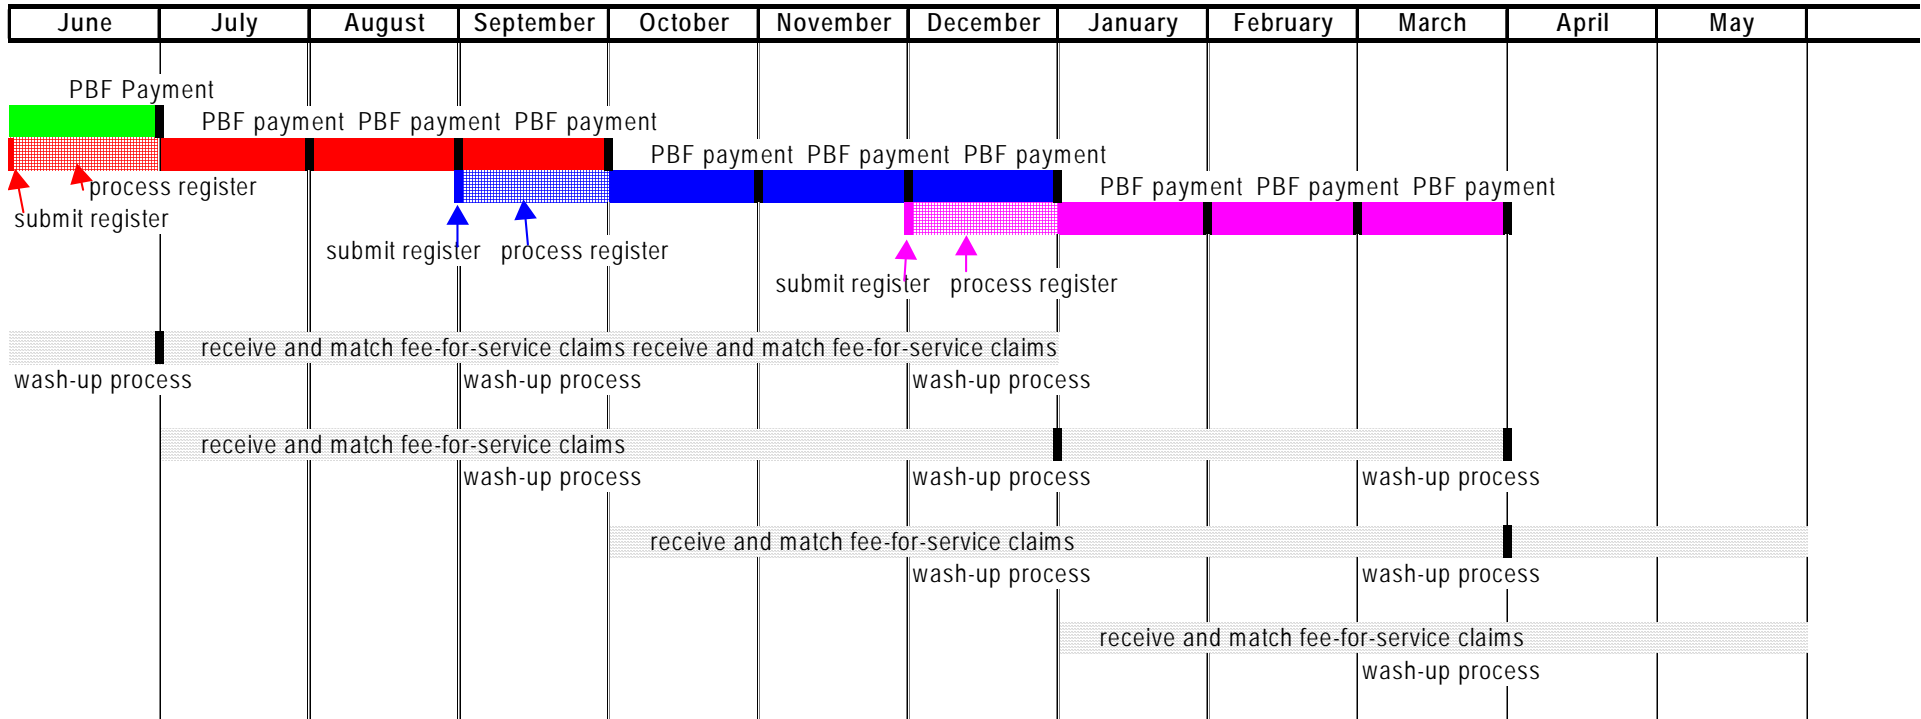 June July August September October November December January February March April May
PBF Payment
PBF payment PBF payment PBF payment
PBF payment PBF payment PBF payment
process register
PBF payment PBF payment PBF payment
submit register
submit register process register
submit register process register
receive and match fee-for-service claims receive and match fee-for-service claims
wash-up process wash-up process wash-up process
receive and match fee-for-service claims
wash-up process wash-up process wash-up process
receive and match fee-for-service claims
wash-up process wash-up process
receive and match fee-for-service claims
wash-up process